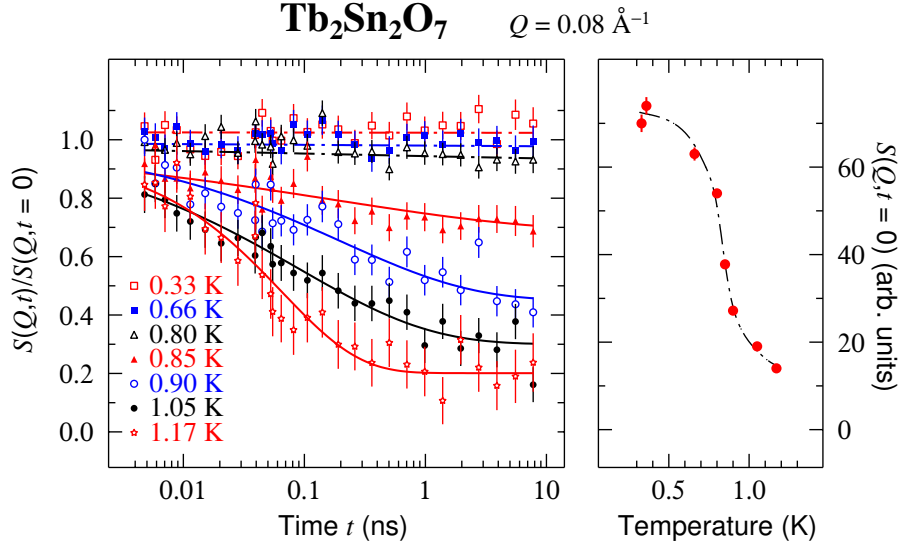 Tb₂Sn₂O₇ Q = 0.08 Å⁻¹
S(Q,t)/S(Q,t = 0)
1.0
0.8
0.6
0.4
0.2
0.0
0.33 K
0.66 K
0.80 K
0.85 K
0.90 K
1.05 K
1.17 K
0.01 0.1 1 10
Time t (ns)
60
40
20
0
S(Q,t = 0) (arb. units)
0.5 1.0
Temperature (K)